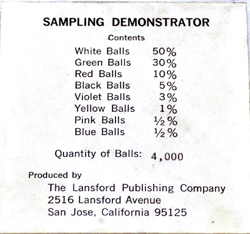 SAMPLING DEMONSTRATOR
Contents
White Balls 50%
Green Balls 30%
Red Balls 10%
Black Balls 5%
Violet Balls 3%
Yellow Balls 1%
Pink Balls ½%
Blue Balls ½%
Quantity of Balls: 4,000
Produced by
The Lansford Publishing Company
2516 Lansford Avenue
San Jose, California 95125